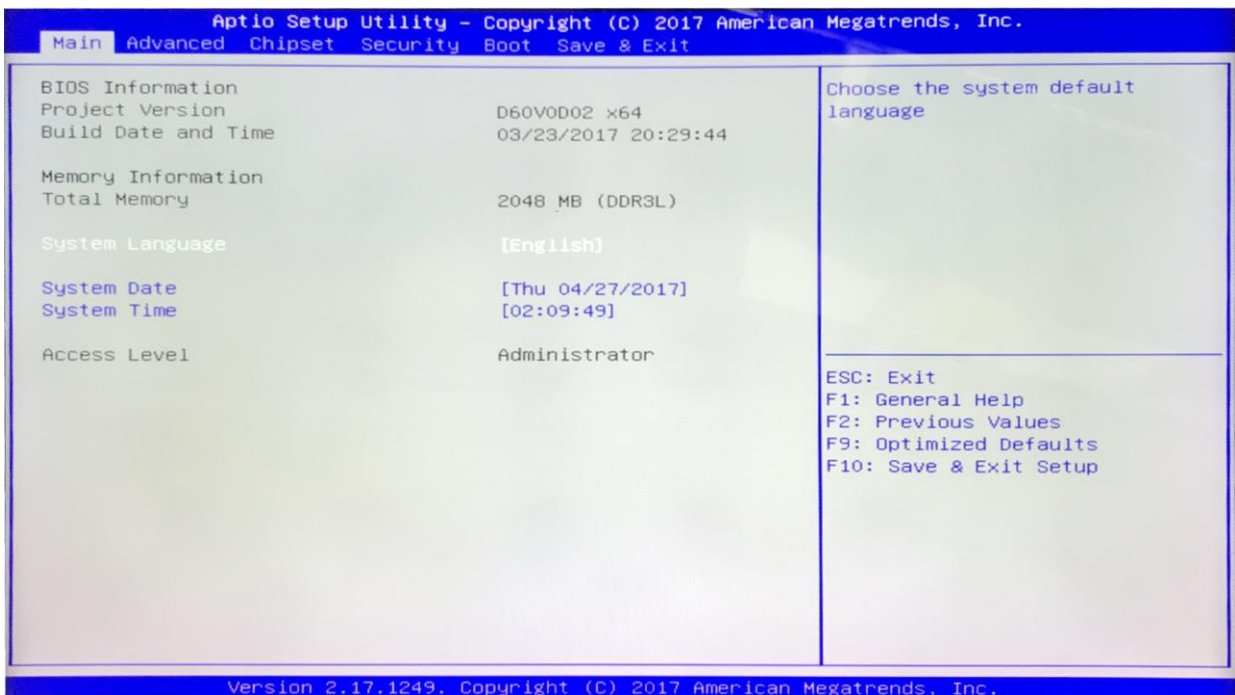 Aptio Setup Utility – Copyright (C) 2017 American Megatrends, Inc.
Main Advanced Chipset Security Boot Save & Exit
BIOS Information
Project Version D60V0D02 x64
Build Date and Time 03/23/2017 20:29:44
Memory Information
Total Memory 2048 MB (DDR3L)
System Language [English]
System Date [Thu 04/27/2017]
System Time [02:09:49]
Access Level Administrator
Choose the system default
language
ESC: Exit
F1: General Help
F2: Previous Values
F9: Optimized Defaults
F10: Save & Exit Setup
Version 2.17.1249. Copyright (C) 2017 American Megatrends, Inc.